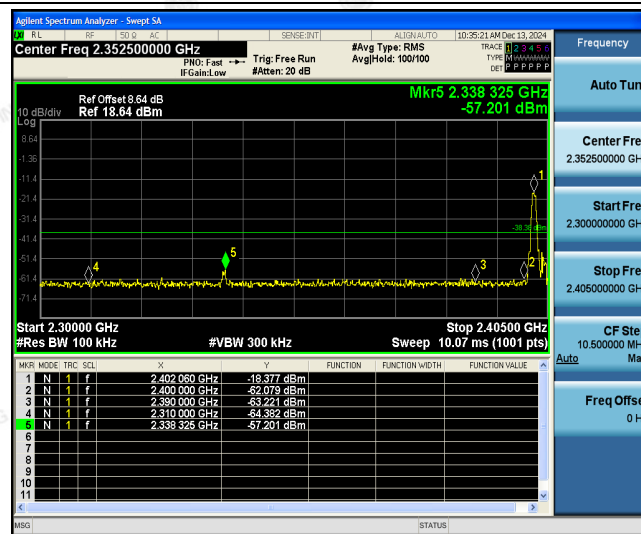 Agilent Spectrum Analyzer - Swept SA
LXI RL RF 50 Ω AC SENSE:INT ALIGN AUTO 10:35:21 AM Dec 13, 2024
Center Freq 2.352500000 GHz #Avg Type: RMS TRACE 1 2 3 4 5 6
PNO: Fast Trig: Free Run Avg|Hold: 100/100 TYPE M
IFGain:Low #Atten: 20 dB DET P P P P P P
Frequency
Auto Tun
Center Fre
2.352500000 GH
Start Fre
2.300000000 GH
Stop Fre
2.405000000 GH
CF Ste
10.500000 MH
Auto Ma
Freq Offse
0 H
Mkr5 2.338 325 GHz
Ref Offset 8.64 dB
10 dB/div Ref 18.64 dBm -57.201 dBm
Log
8.64
-1.36
-11.4
-21.4
-31.4
-41.4
-51.4
-61.4
-71.4
1
2
3
4
5
Start 2.30000 GHz Stop 2.40500 GHz
#Res BW 100 kHz #VBW 300 kHz Sweep 10.07 ms (1001 pts)
MKR MODE TRC SCL X Y FUNCTION FUNCTION WIDTH FUNCTION VALUE
1 N 1 f 2.402 060 GHz -18.377 dBm
2 N 1 f 2.400 000 GHz -62.079 dBm
3 N 1 f 2.390 000 GHz -63.221 dBm
4 N 1 f 2.310 000 GHz -64.382 dBm
5 N 1 f 2.338 325 GHz -57.201 dBm
6
7
8
9
10
11
MSG STATUS